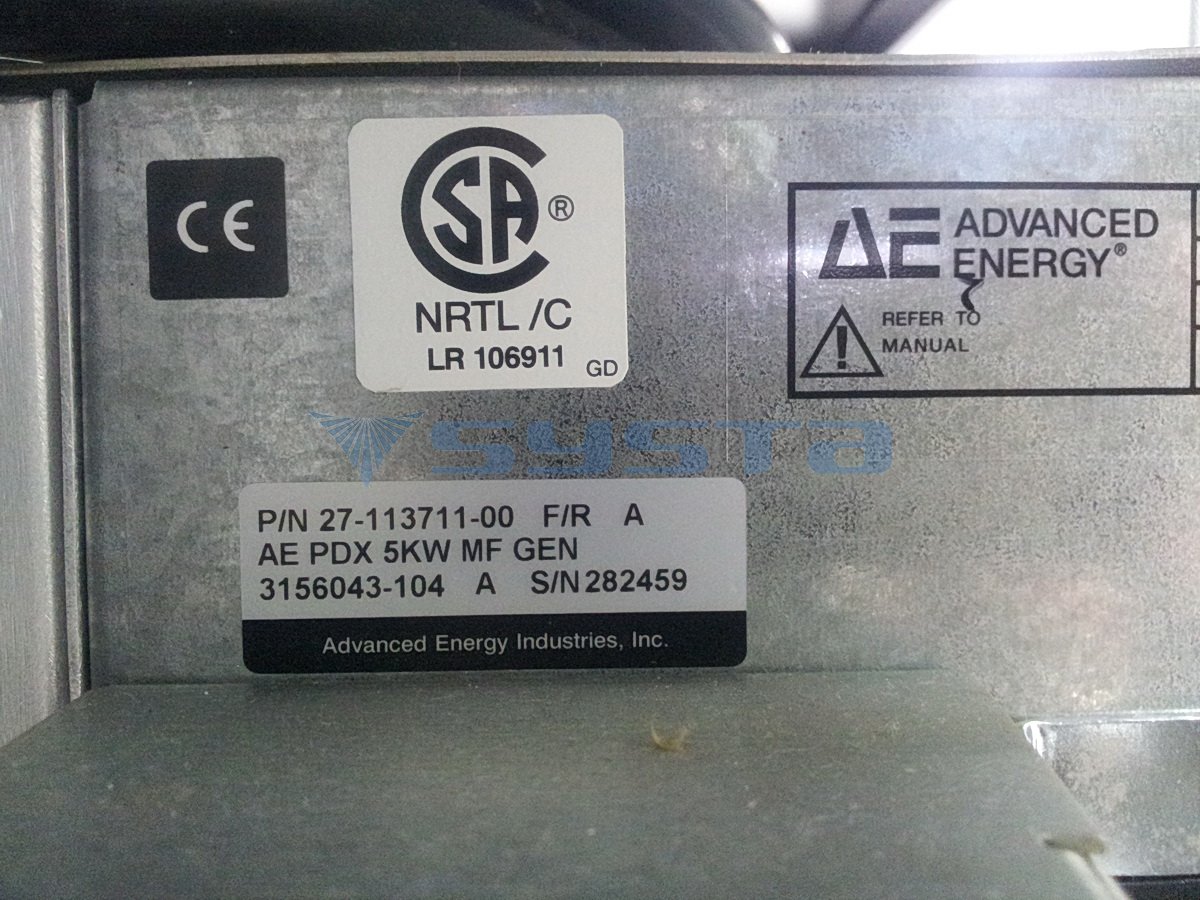 CE
CSA®
NRTL /C
LR 106911 GD
AE ADVANCED
ENERGY®
REFER TO
MANUAL
systa
P/N 27-113711-00 F/R A
AE PDX 5KW MF GEN
3156043-104 A S/N 282459
Advanced Energy Industries, Inc.